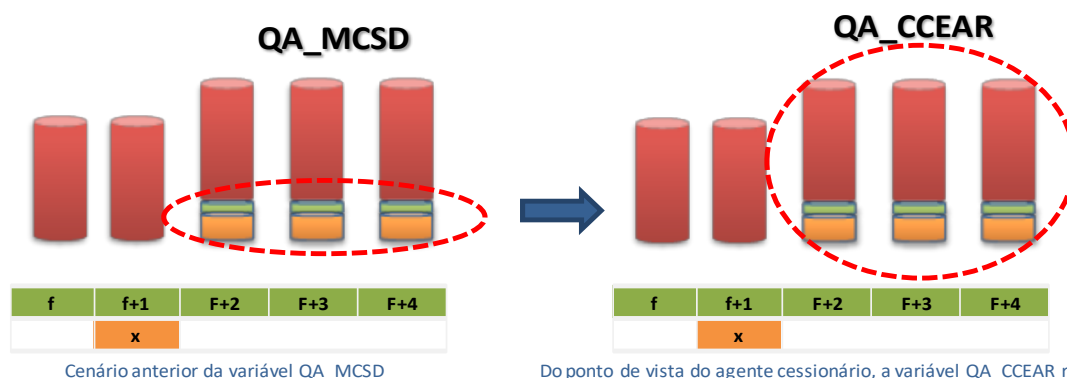 QA_MCSD
QA_CCEAR
f f+1 F+2 F+3 F+4
x
f f+1 F+2 F+3 F+4
x
Cenário anterior da variável QA_MCSD
Do ponto de vista do agente cessionário, a variável QA_CCEAR